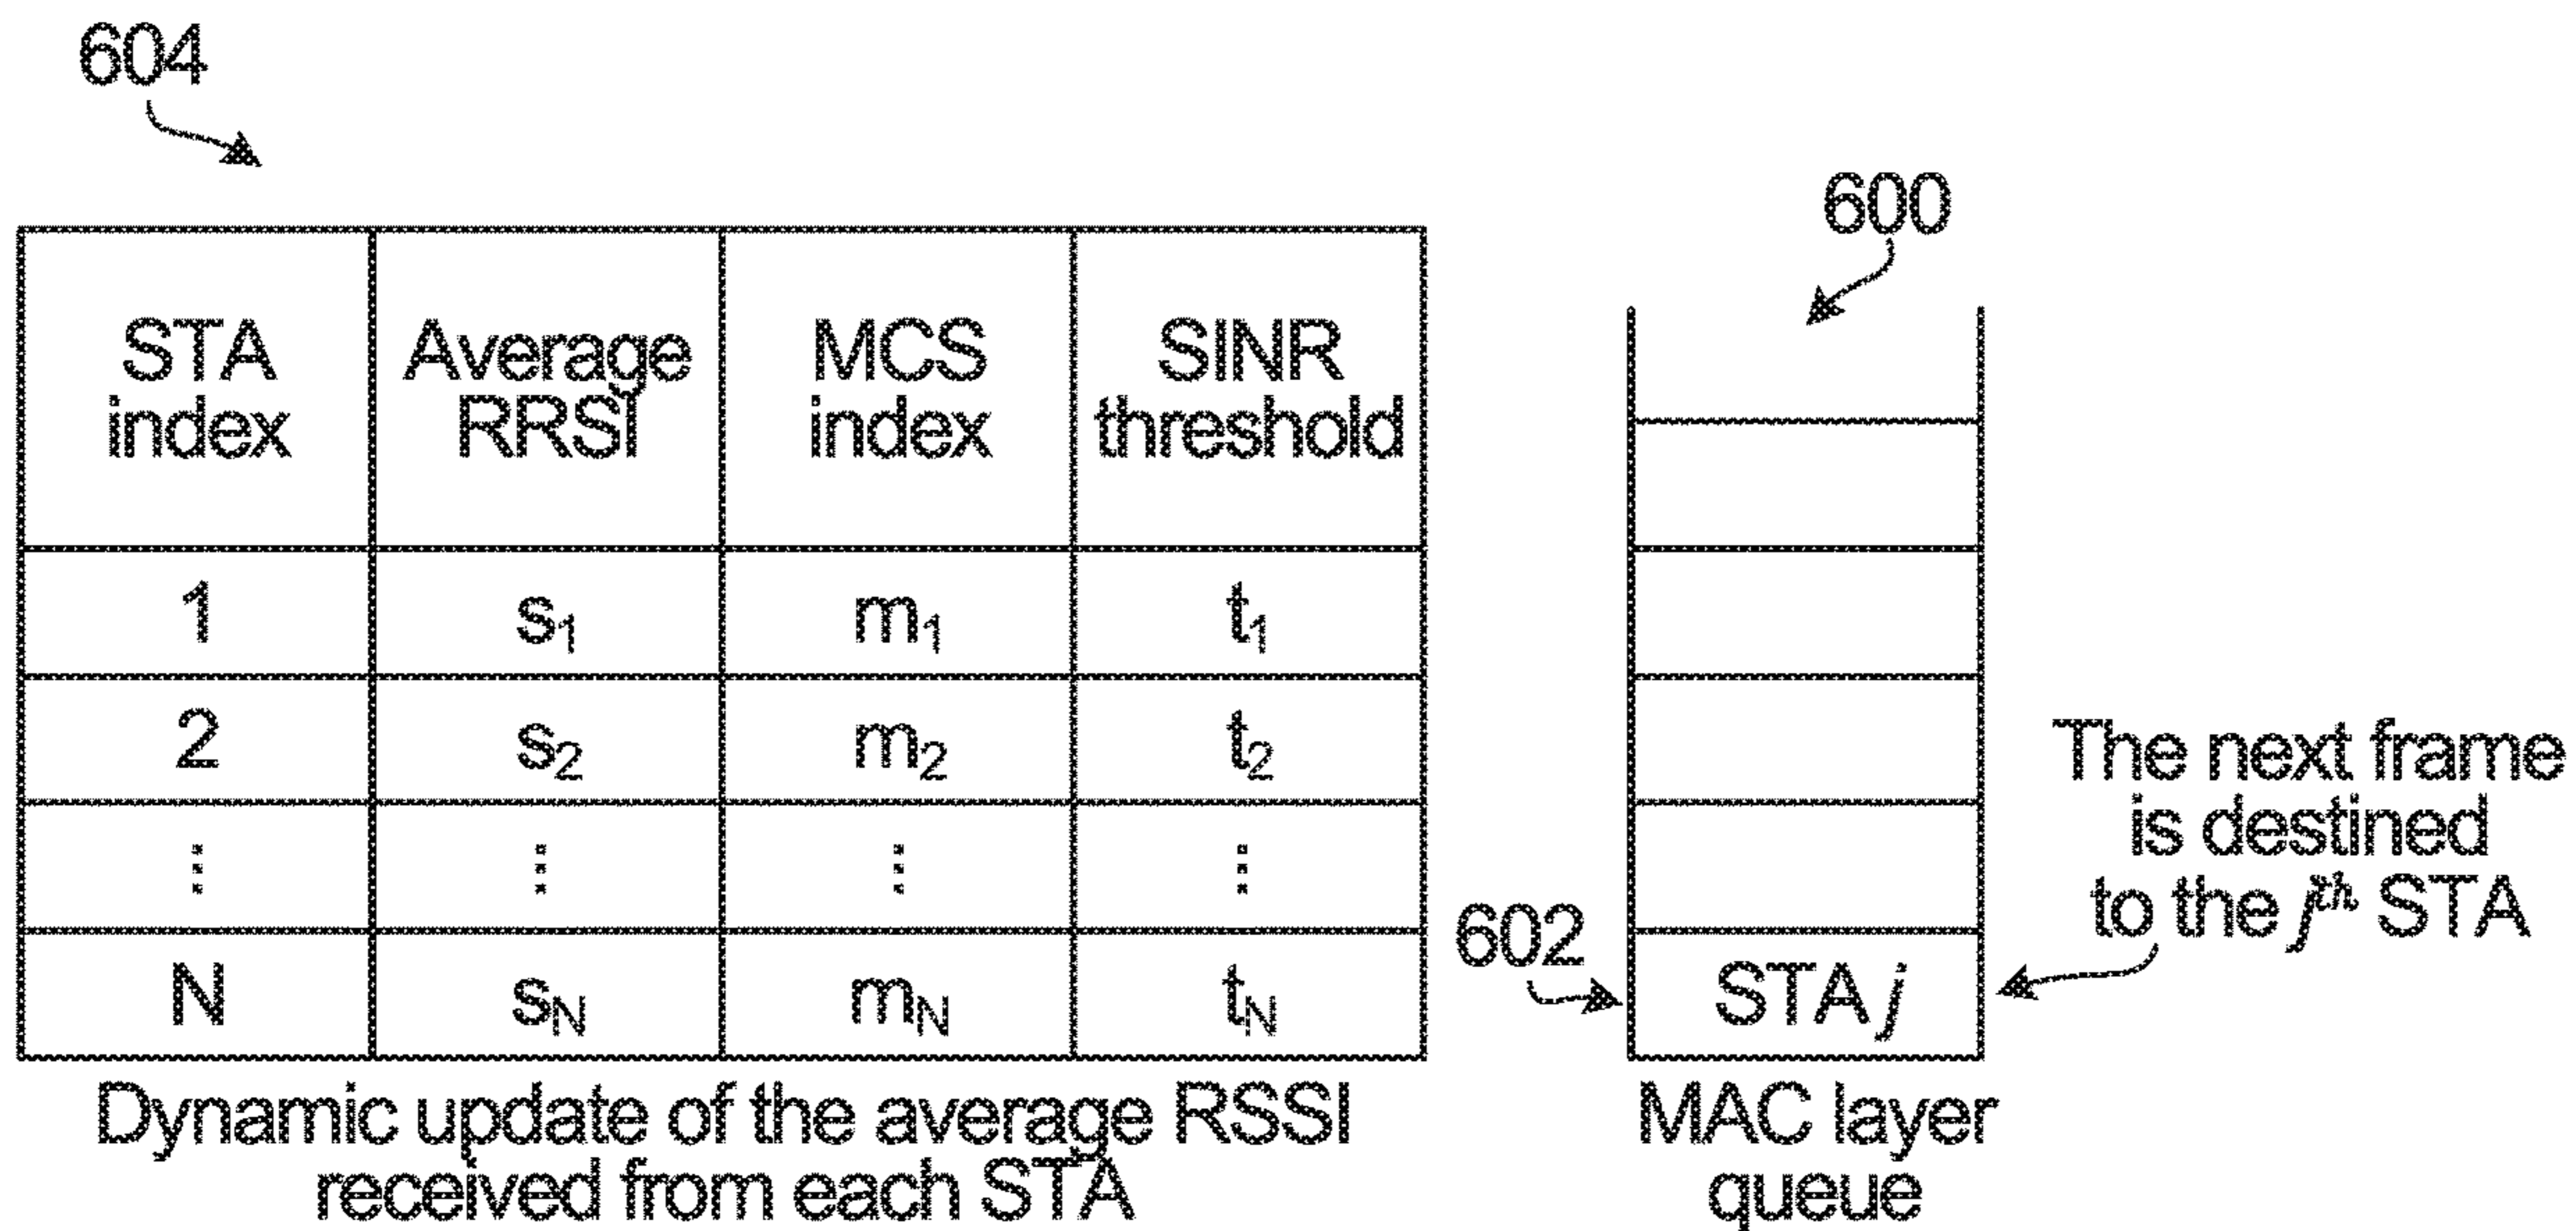 604
600
STA index
Average RRSI
MCS index
SINR threshold
1 s1 m1 t1
2 s2 m2 t2
⋮ ⋮ ⋮ ⋮
N sN mN tN
Dynamic update of the average RSSI
received from each STA
602
STA j
The next frame
is destined
to the jth STA
MAC layer
queue